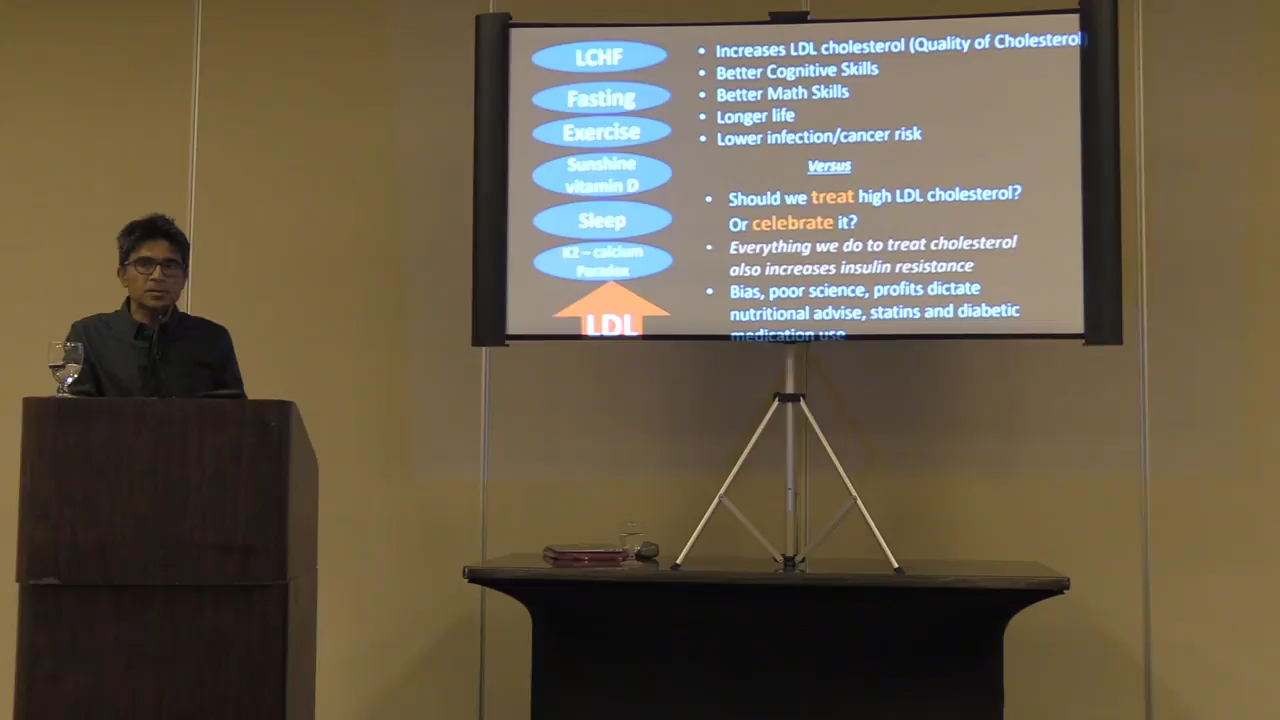 LCHF
Fasting
Exercise
Sunshine
vitamin D
Sleep
K2 – calcium
Paradox
LDL
• Increases LDL cholesterol (Quality of Cholesterol
• Better Cognitive Skills
• Better Math Skills
• Longer life
• Lower infection/cancer risk
Versus
• Should we treat high LDL cholesterol?
Or celebrate it?
• Everything we do to treat cholesterol
also increases insulin resistance
• Bias, poor science, profits dictate
nutritional advise, statins and diabetic
medication use